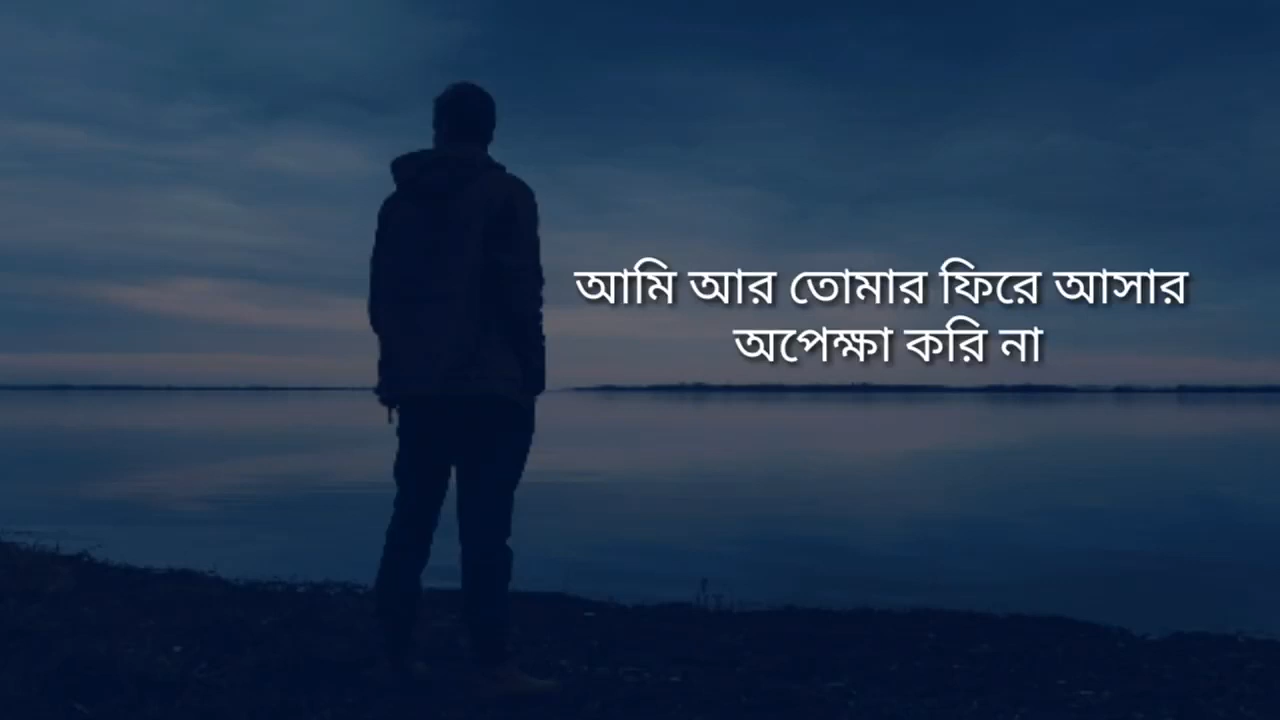 আমি আর তোমার ফিরে আসার
অপেক্ষা করি না